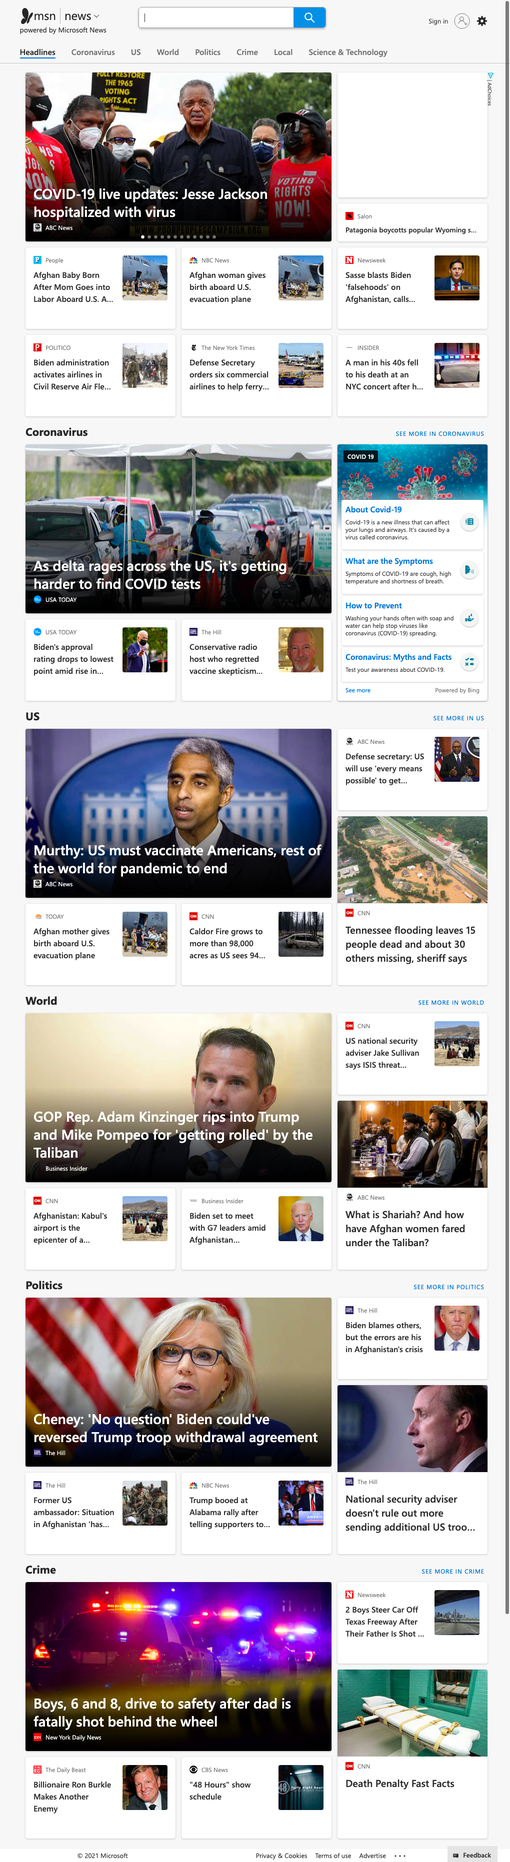 msn | news
powered by Microsoft News
Sign in
Headlines Coronavirus US World Politics Crime Local Science & Technology
FULLY RESTORE
THE 1965
VOTING
RIGHTS ACT
VOTING
RIGHTS
NOW!
COVID-19 live updates: Jesse Jackson
hospitalized with virus
ABC News
AdChoices
Salon
Patagonia boycotts popular Wyoming s...
People
Afghan Baby Born
After Mom Goes into
Labor Aboard U.S. A...
NBC News
Afghan woman gives
birth aboard U.S.
evacuation plane
Newsweek
Sasse blasts Biden
'falsehoods' on
Afghanistan, calls...
POLITICO
Biden administration
activates airlines in
Civil Reserve Air Fle...
The New York Times
Defense Secretary
orders six commercial
airlines to help ferry...
INSIDER
A man in his 40s fell
to his death at an
NYC concert after h...
Coronavirus
SEE MORE IN CORONAVIRUS
As delta rages across the US, it's getting
harder to find COVID tests
USA TODAY
COVID 19
About Covid-19
Covid-19 is a new illness that can affect
your lungs and airways. It's caused by a
virus called coronavirus.
What are the Symptoms
Symptoms of COVID-19 are cough, high
temperature and shortness of breath.
How to Prevent
Washing your hands often with soap and
water can help stop viruses like
coronavirus (COVID-19) spreading.
Coronavirus: Myths and Facts
Test your awareness about COVID-19.
See more
Powered by Bing
USA TODAY
Biden's approval
rating drops to lowest
point amid rise in...
The Hill
Conservative radio
host who regretted
vaccine skepticism...
US
SEE MORE IN US
Murthy: US must vaccinate Americans, rest of
the world for pandemic to end
ABC News
ABC News
Defense secretary: US
will use 'every means
possible' to get...
CNN
Tennessee flooding leaves 15
people dead and about 30
others missing, sheriff says
TODAY
Afghan mother gives
birth aboard U.S.
evacuation plane
CNN
Caldor Fire grows to
more than 98,000
acres as US sees 94...
World
SEE MORE IN WORLD
GOP Rep. Adam Kinzinger rips into Trump
and Mike Pompeo for 'getting rolled' by the
Taliban
Business Insider
CNN
US national security
adviser Jake Sullivan
says ISIS threat...
ABC News
What is Shariah? And how
have Afghan women fared
under the Taliban?
CNN
Afghanistan: Kabul's
airport is the
epicenter of a...
Business Insider
Biden set to meet
with G7 leaders amid
Afghanistan...
Politics
SEE MORE IN POLITICS
Cheney: 'No question' Biden could've
reversed Trump troop withdrawal agreement
The Hill
The Hill
Biden blames others,
but the errors are his
in Afghanistan's crisis
The Hill
National security adviser
doesn't rule out more
sending additional US troo...
The Hill
Former US
ambassador: Situation
in Afghanistan 'has...
NBC News
Trump booed at
Alabama rally after
telling supporters to...
Crime
SEE MORE IN CRIME
Boys, 6 and 8, drive to safety after dad is
fatally shot behind the wheel
New York Daily News
Newsweek
2 Boys Steer Car Off
Texas Freeway After
Their Father Is Shot ...
CNN
Death Penalty Fast Facts
The Daily Beast
Billionaire Ron Burkle
Makes Another
Enemy
CBS News
"48 Hours" show
schedule
© 2021 Microsoft
Privacy & Cookies Terms of use Advertise
Feedback